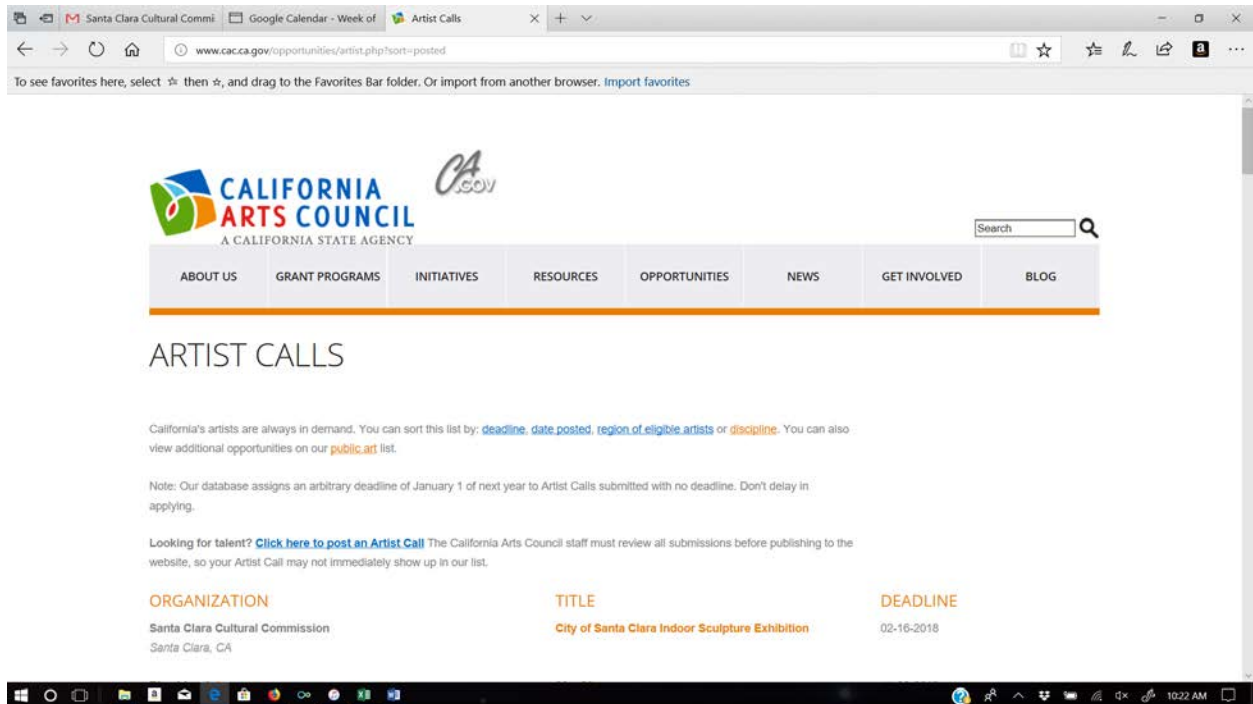 Santa Clara Cultural Commi
Google Calendar - Week of
Artist Calls
www.cac.ca.gov/opportunities/artist.php?sort=posted
To see favorites here, select ☆ then ☆, and drag to the Favorites Bar folder. Or import from another browser. Import favorites
CALIFORNIA
ARTS COUNCIL
A CALIFORNIA STATE AGENCY
CA
.GOV
Search
ABOUT US GRANT PROGRAMS INITIATIVES RESOURCES OPPORTUNITIES NEWS GET INVOLVED BLOG
ARTIST CALLS
California's artists are always in demand. You can sort this list by: deadline, date posted, region of eligible artists or discipline. You can also
view additional opportunities on our public art list.
Note: Our database assigns an arbitrary deadline of January 1 of next year to Artist Calls submitted with no deadline. Don't delay in
applying.
Looking for talent? Click here to post an Artist Call The California Arts Council staff must review all submissions before publishing to the
website, so your Artist Call may not immediately show up in our list.
ORGANIZATION TITLE DEADLINE
Santa Clara Cultural Commission City of Santa Clara Indoor Sculpture Exhibition 02-16-2018
Santa Clara, CA
10:22 AM